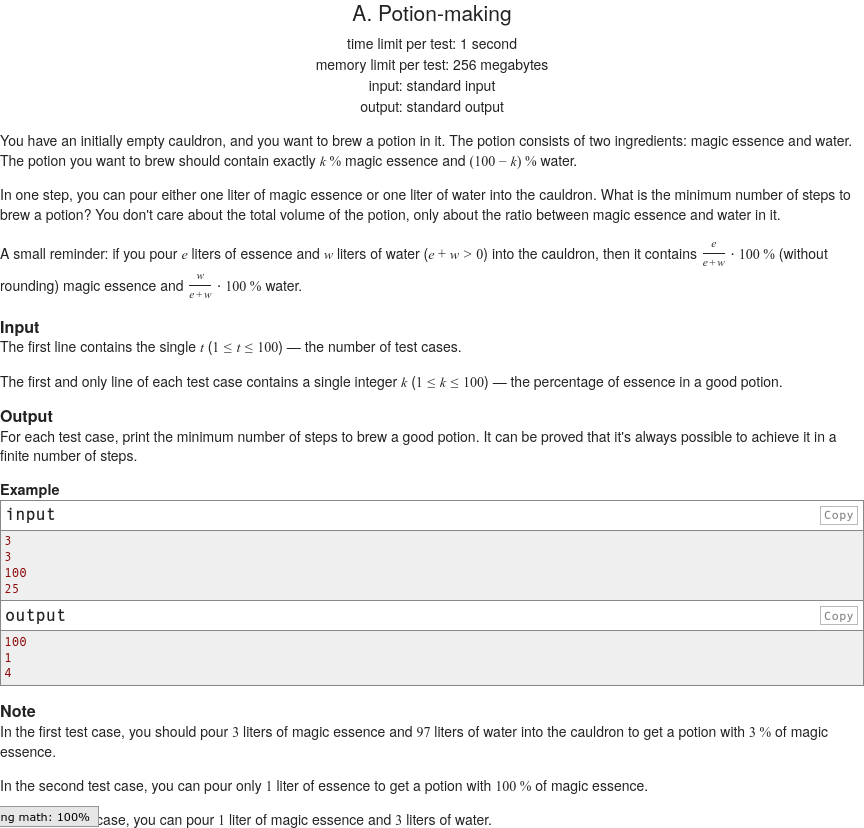 A. Potion-making
time limit per test: 1 second
memory limit per test: 256 megabytes
input: standard input
output: standard output
You have an initially empty cauldron, and you want to brew a potion in it. The potion consists of two ingredients: magic essence and water.
The potion you want to brew should contain exactly k % magic essence and (100 − k) % water.
In one step, you can pour either one liter of magic essence or one liter of water into the cauldron. What is the minimum number of steps to
brew a potion? You don't care about the total volume of the potion, only about the ratio between magic essence and water in it.
A small reminder: if you pour e liters of essence and w liters of water (e + w > 0) into the cauldron, then it contains e/(e+w) · 100 % (without
rounding) magic essence and w/(e+w) · 100 % water.
Input
The first line contains the single t (1 ≤ t ≤ 100) — the number of test cases.
The first and only line of each test case contains a single integer k (1 ≤ k ≤ 100) — the percentage of essence in a good potion.
Output
For each test case, print the minimum number of steps to brew a good potion. It can be proved that it's always possible to achieve it in a
finite number of steps.
Example
input Copy
3
3
100
25
output Copy
100
1
4
Note
In the first test case, you should pour 3 liters of magic essence and 97 liters of water into the cauldron to get a potion with 3 % of magic
essence.
In the second test case, you can pour only 1 liter of essence to get a potion with 100 % of magic essence.
ng math: 100% case, you can pour 1 liter of magic essence and 3 liters of water.